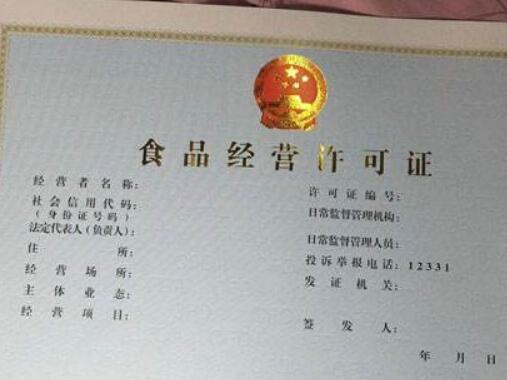 食品经营许可证
经营者名称:
社会信用代码:
(身份证号码)
法定代表人(负责人):
住所:
经营场所:
主体业态:
经营项目:
许可证编号:
日常监督管理机构:
日常监督管理人员:
投诉举报电话:12331
发证机关:
签发人:
年 月 日